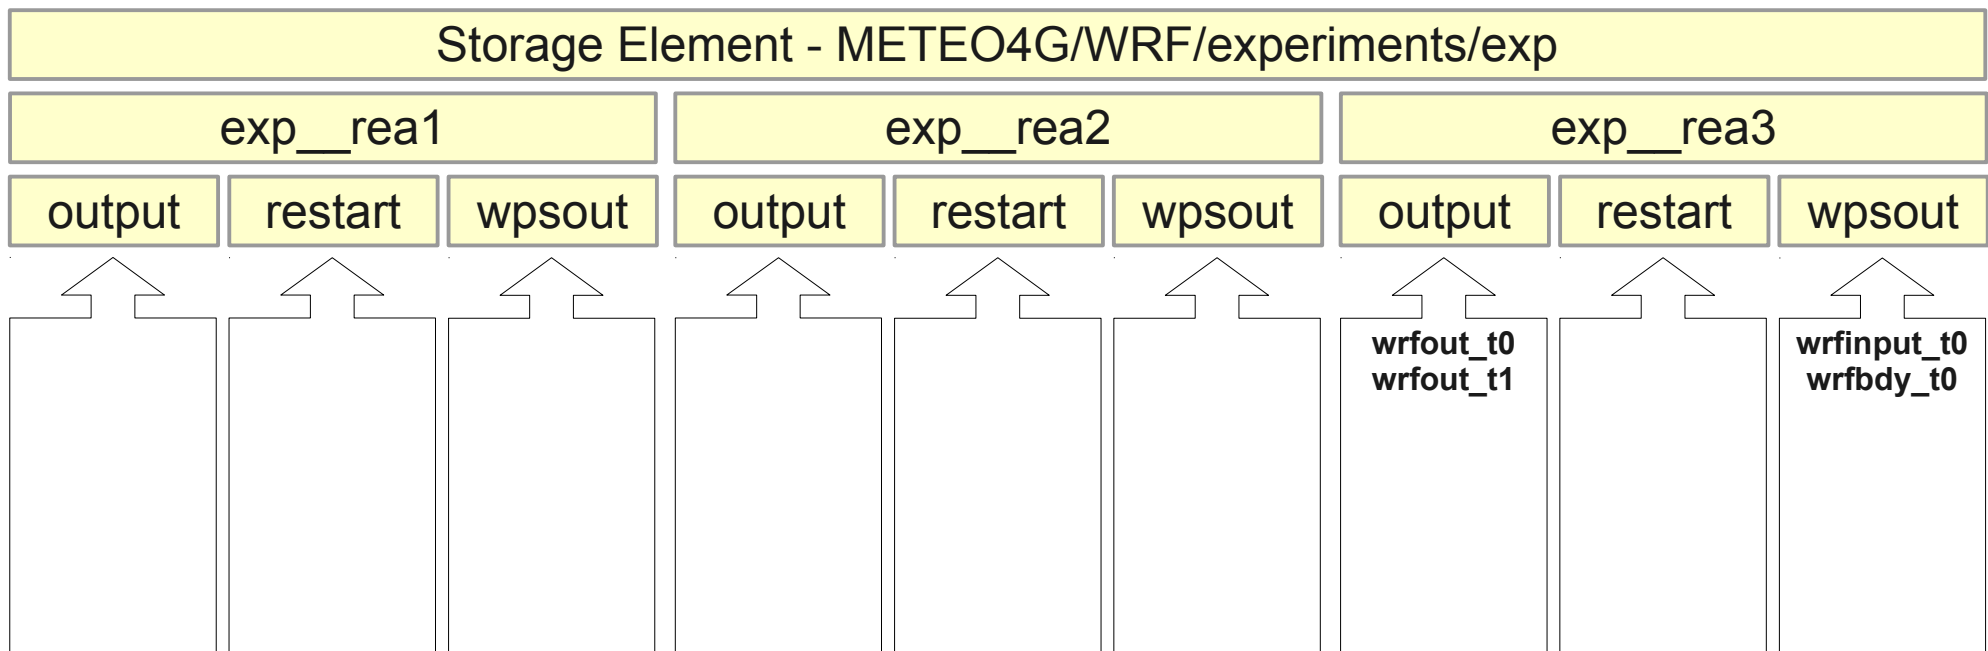 Storage Element - METEO4G/WRF/experiments/exp
exp__rea1 exp__rea2 exp__rea3
output restart wpsout output restart wpsout output restart wpsout
wrfout_t0 wrfinput_t0
wrfout_t1 wrfbdy_t0